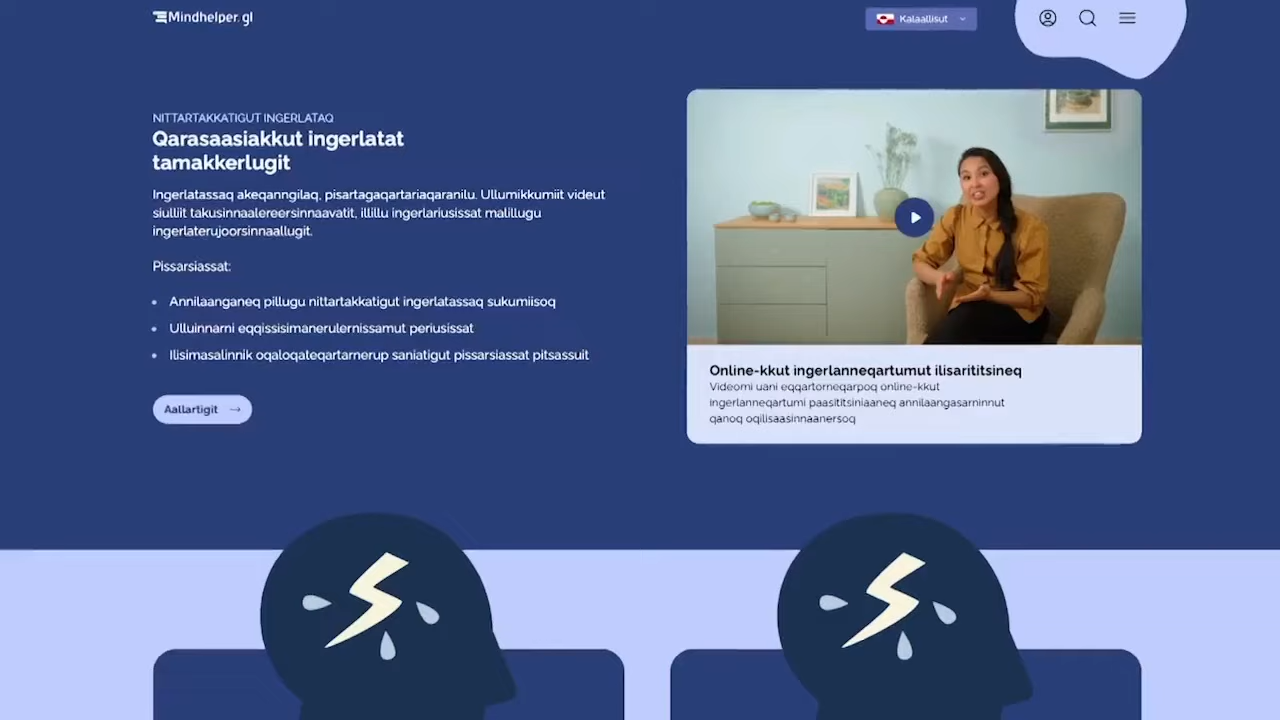 Mindhelper.gl
Kalaallisut
NITTARTAKKATIGUT INGERLATAQ
Qarasaasiakkut ingerlatat
tamakkerlugit
Ingerlatassaq akeqanngilaq, pisartagaqartariaqaranilu. Ullumikkumiit videut
siulliit takusinnaalereersinnaavatit, illillu ingerlariusissat malillugu
ingerlaterujoorsinnaallugit.
Pissarsiassat:
Annilaanganeq pillugu nittartakkatigut ingerlatassaq sukumiisoq
Ulluinnarni eqqissisimanerulernissamut periusissat
Ilisimasalinnik oqaloqateqartarnerup saniatigut pissarsiassat pitsassuit
Aallartigit
Online-kkut ingerlanneqartumut ilisarititsineq
Videomi uani eqqartorneqarpoq online-kkut
ingerlanneqartumi paasititsiniaaneq annilaangasarninnut
qanoq oqilisaasinnaanersoq